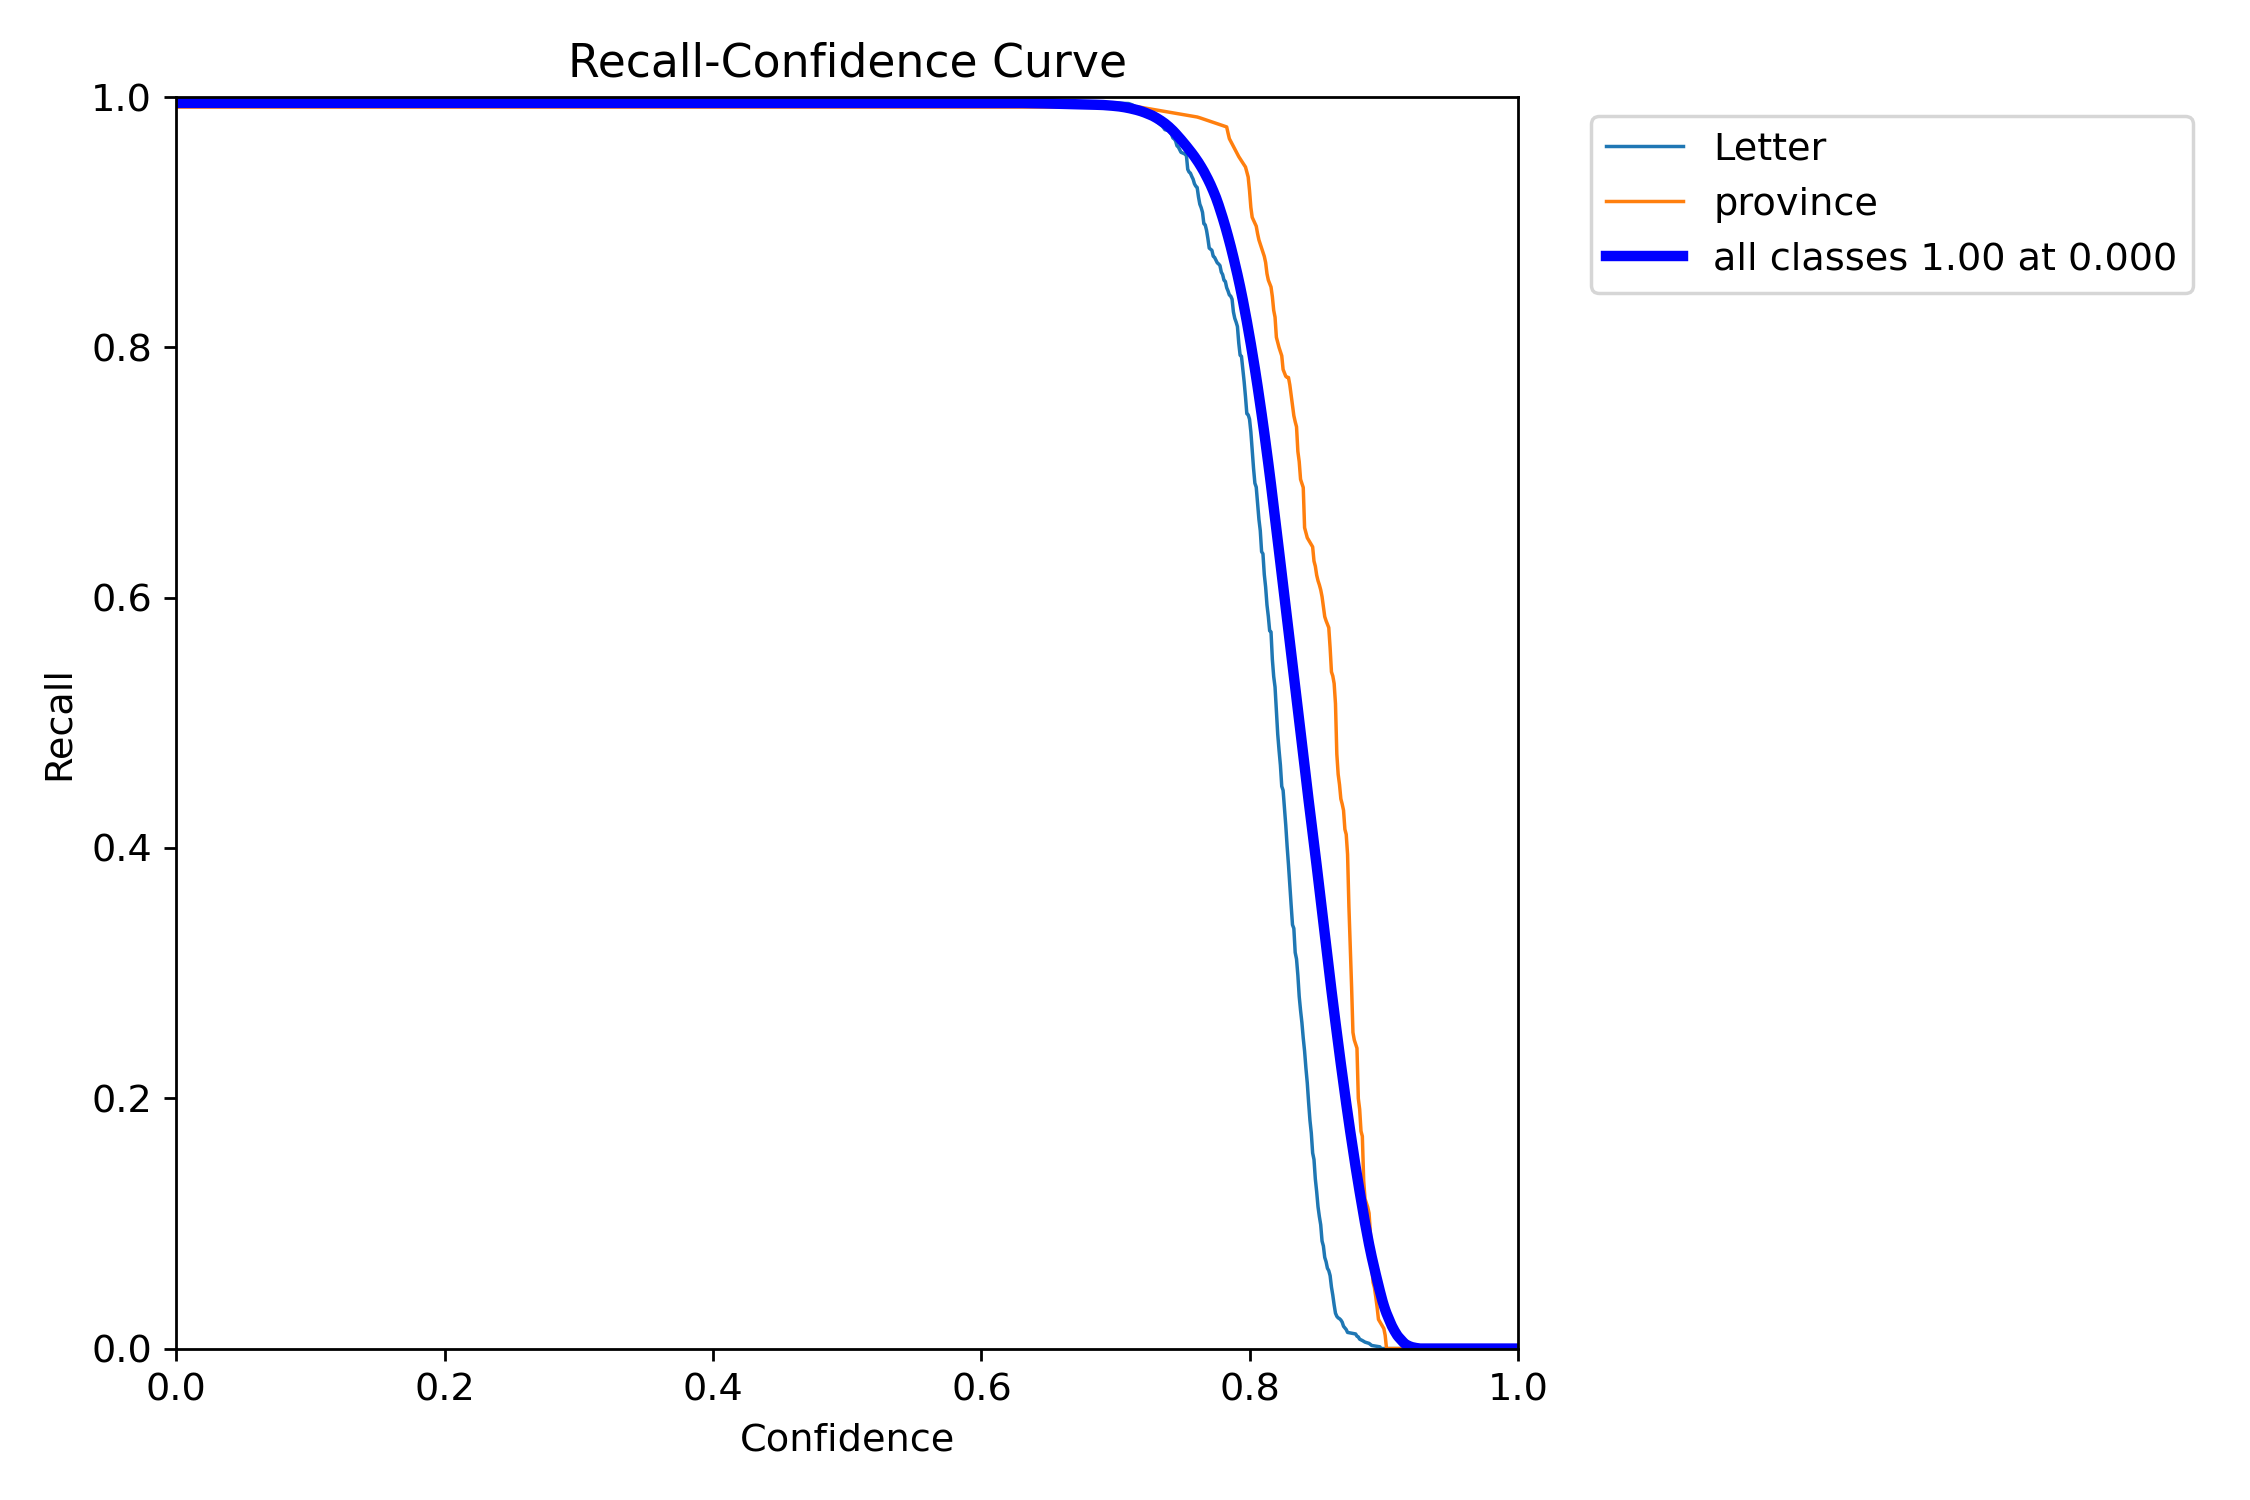 Recall-Confidence Curve
1.0
0.8
0.6
0.4
0.2
0.0
Recall
0.0 0.2 0.4 0.6 0.8 1.0
Confidence
Letter
province
all classes 1.00 at 0.000